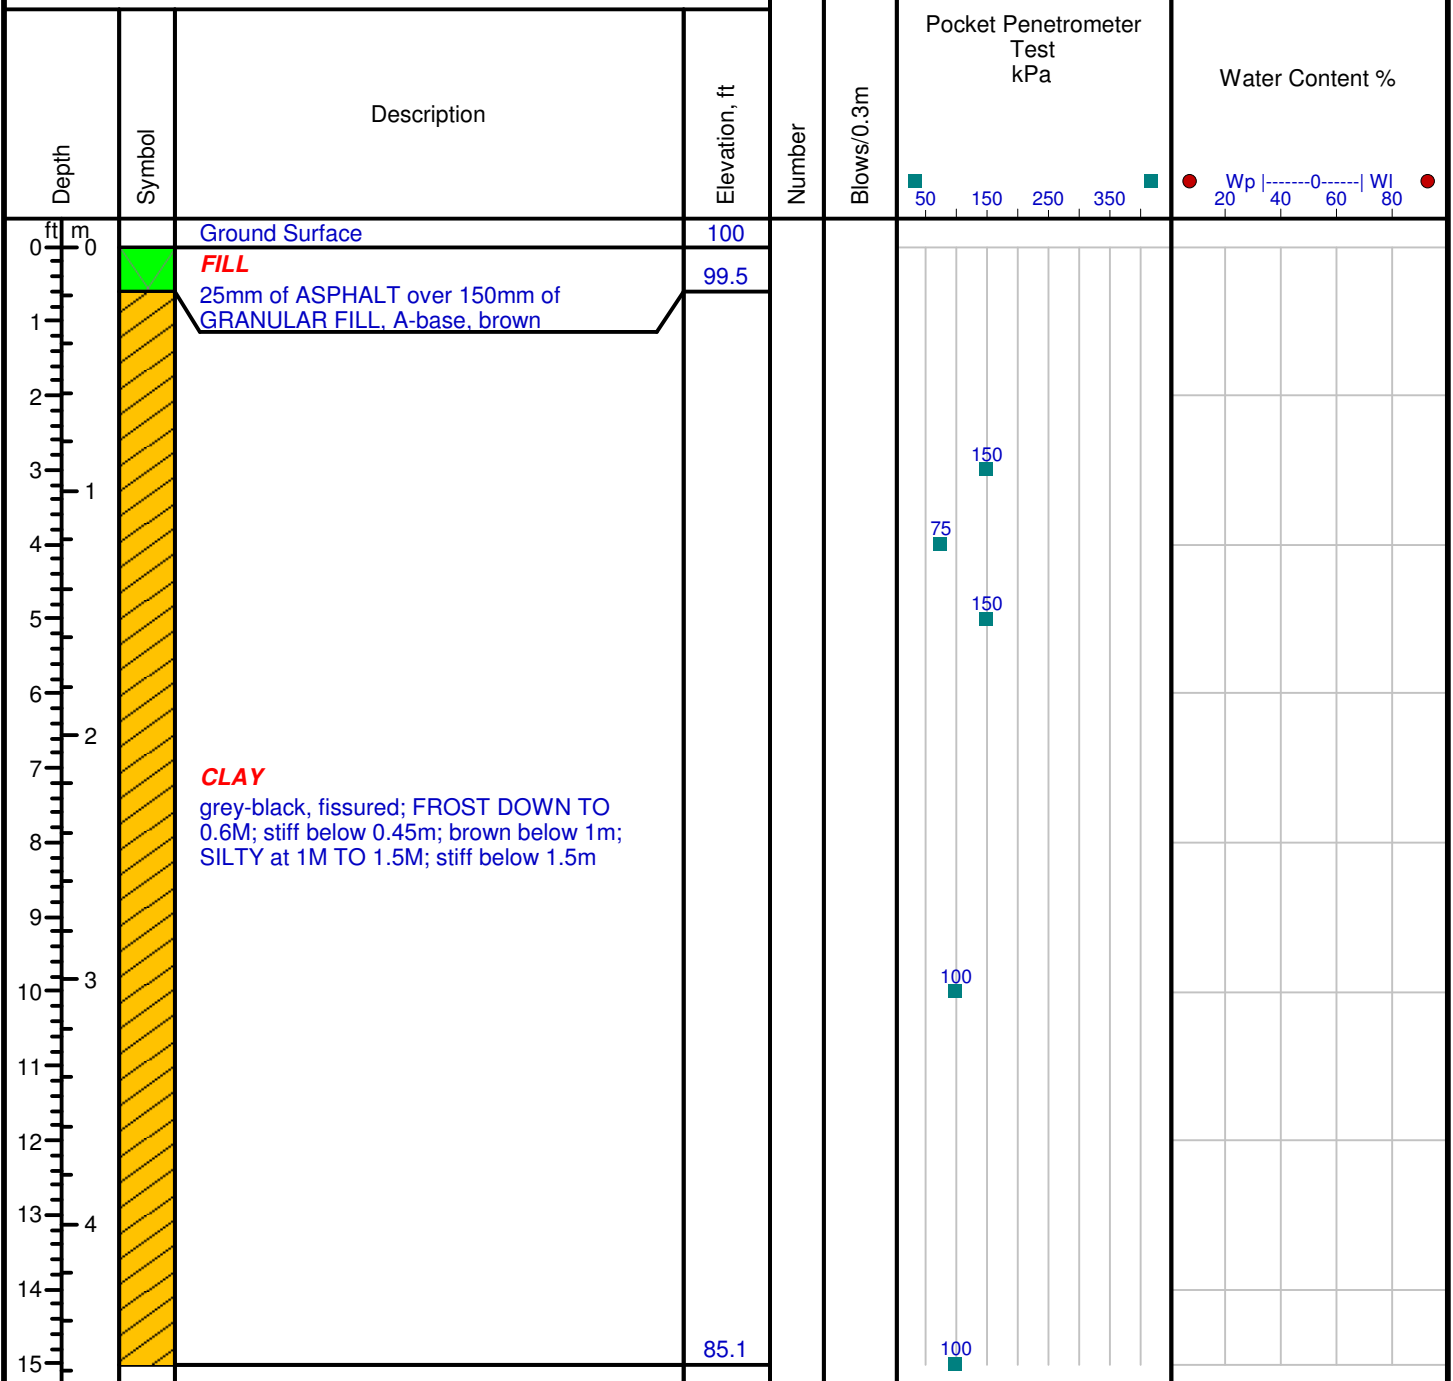 Depth
Symbol
Description
Elevation, ft
Number
Blows/0.3m
Pocket Penetrometer
Test
kPa
50 150 250 350
Water Content %
Wp |-------0------| Wl
20 40 60 80
ft m
0 0
1
2
3
1
4
5
6
2
7
8
9
3
10
11
12
13
4
14
15
Ground Surface
100
FILL
99.5
25mm of ASPHALT over 150mm of
GRANULAR FILL, A-base, brown
CLAY
grey-black, fissured; FROST DOWN TO
0.6M; stiff below 0.45m; brown below 1m;
SILTY at 1M TO 1.5M; stiff below 1.5m
85.1
150
75
150
100
100